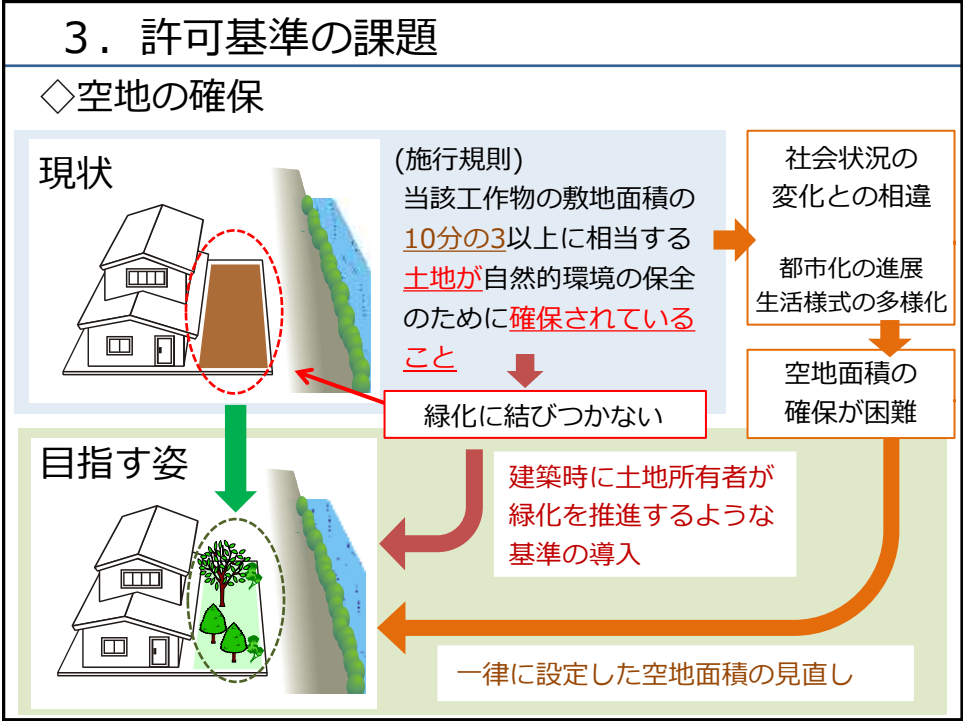 ３．許可基準の課題
◇空地の確保
現状
(施行規則)
当該工作物の敷地面積の
10分の3以上に相当する
土地が自然的環境の保全
のために確保されている
こと
社会状況の
変化との相違
都市化の進展
生活様式の多様化
空地面積の
確保が困難
緑化に結びつかない
目指す姿
建築時に土地所有者が
緑化を推進するような
基準の導入
一律に設定した空地面積の見直し